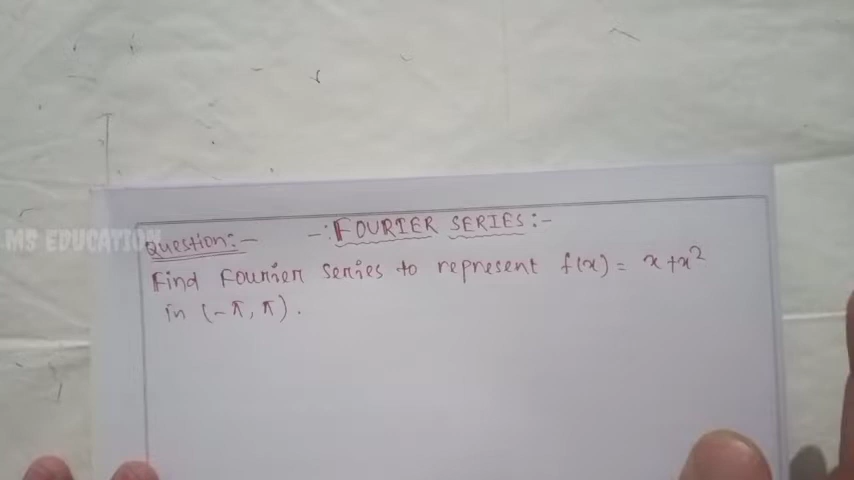 MS EDUCATION
-: FOURIER SERIES:-
Question:-
Find Fourier series to represent f(x) = x+x²
in (-π, π).